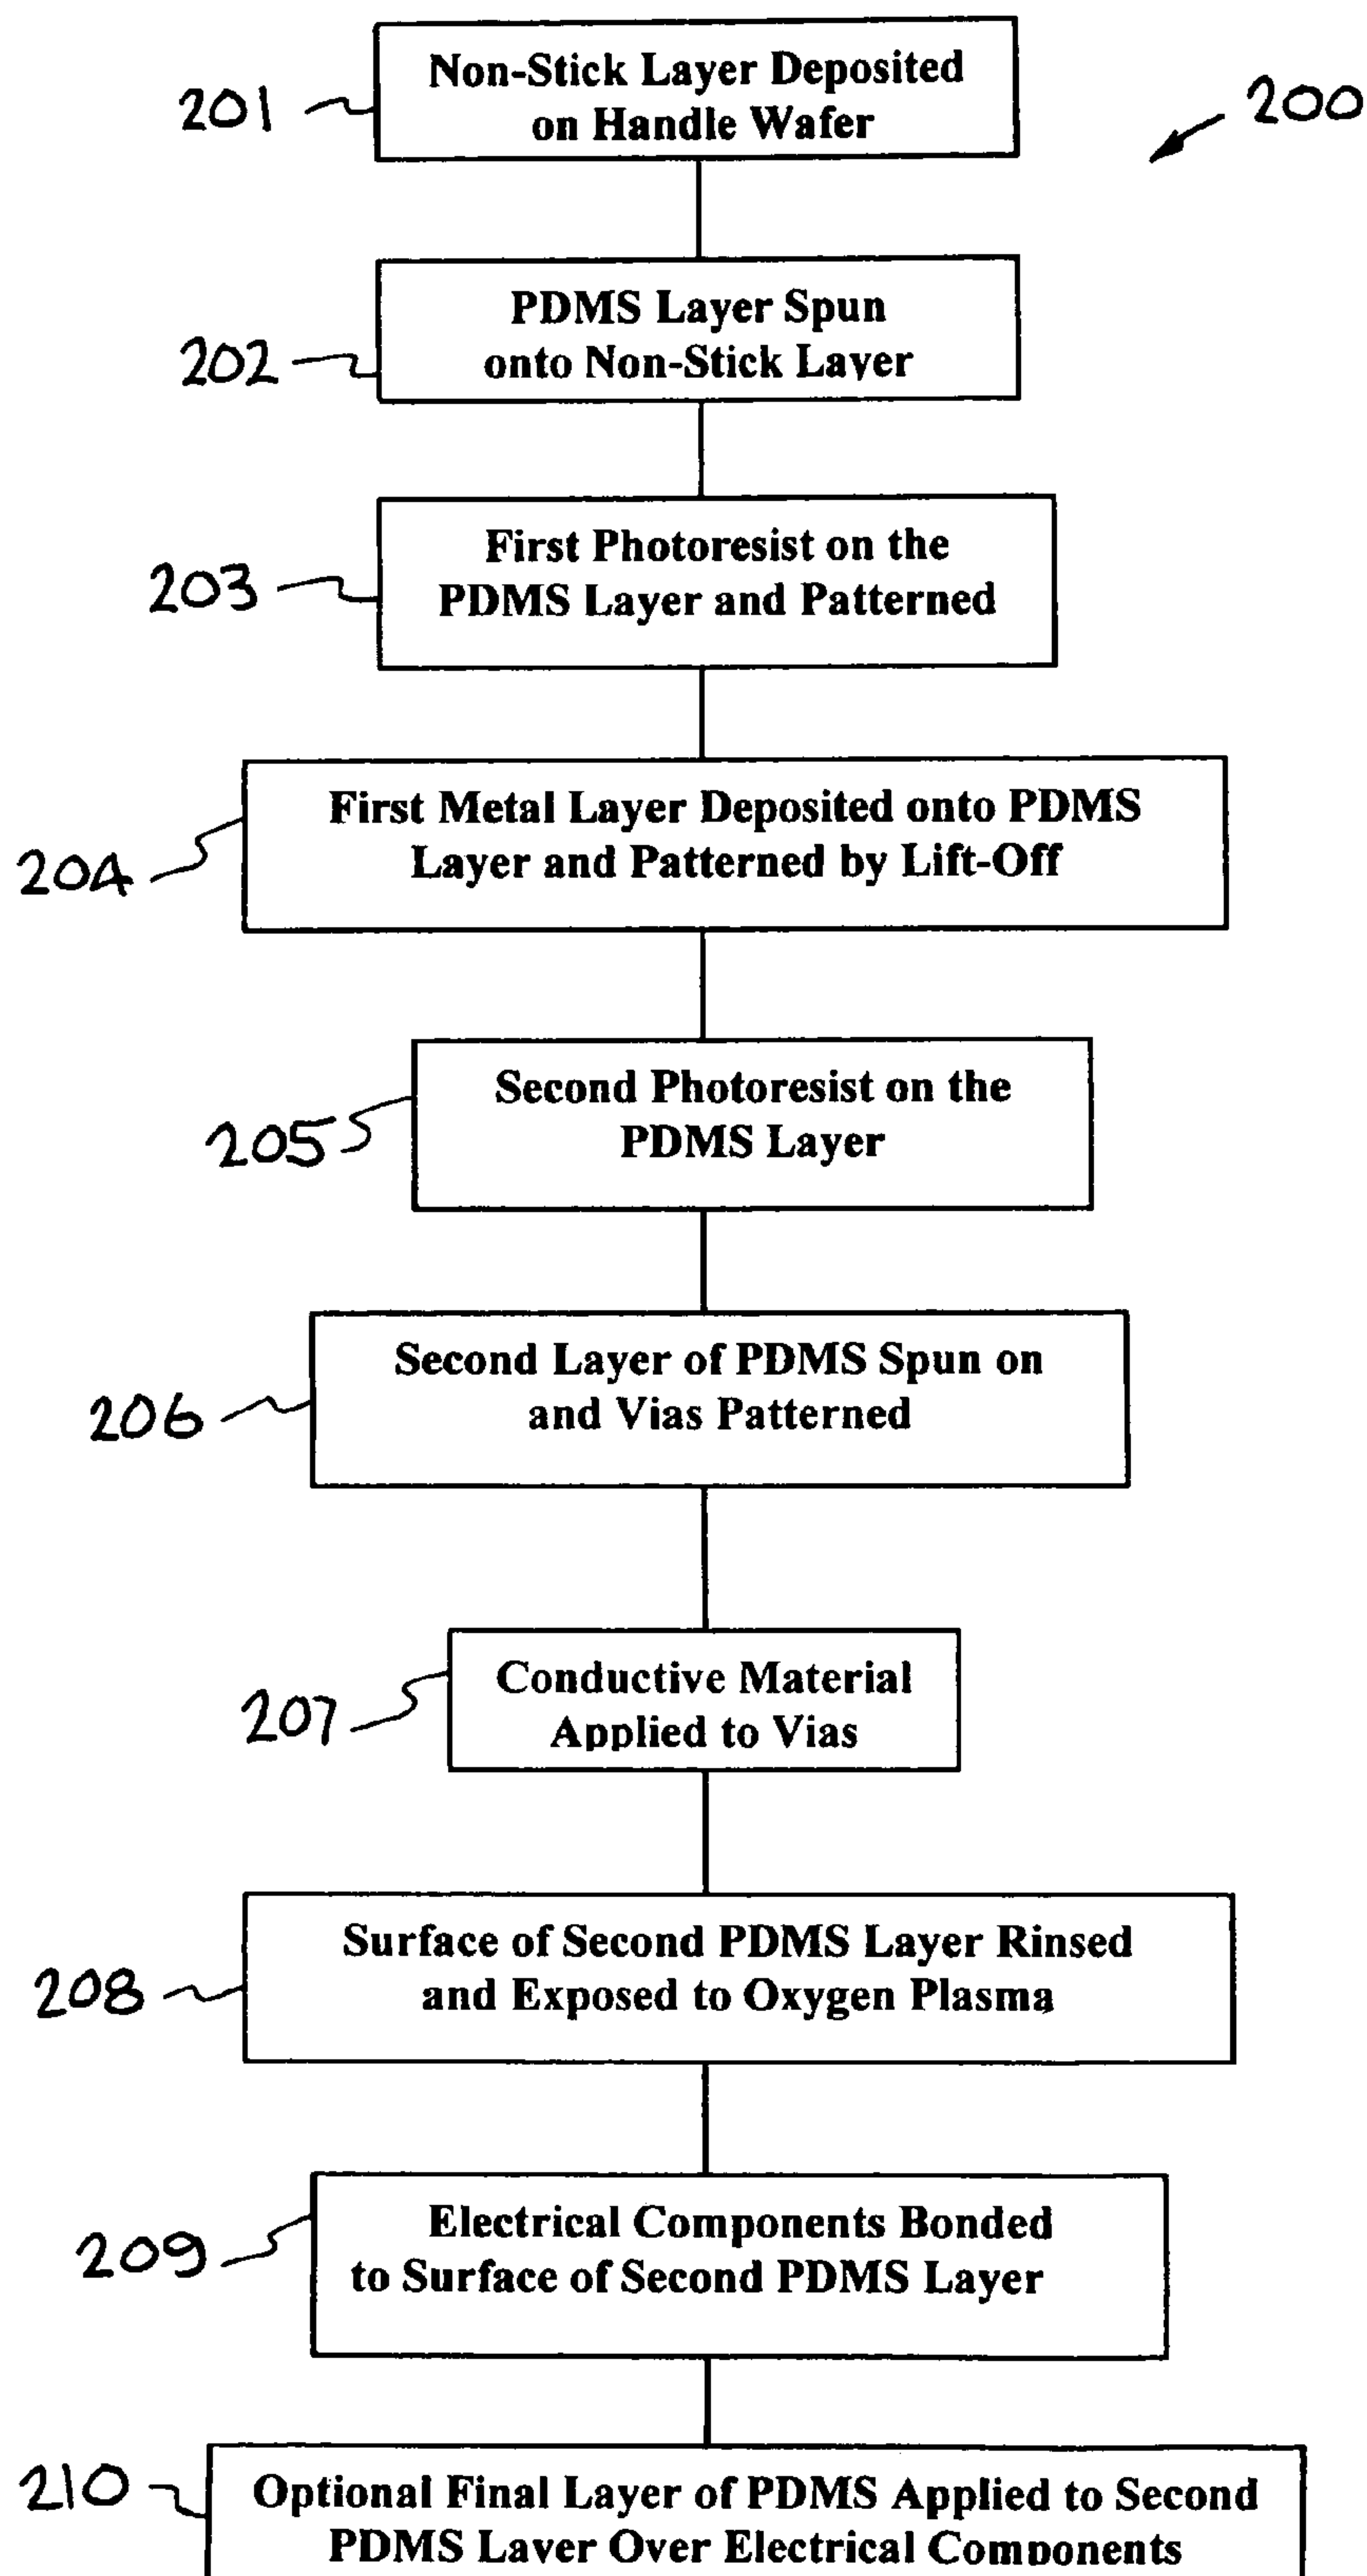 Non-Stick Layer Deposited
on Handle Wafer
201
200
PDMS Layer Spun
onto Non-Stick Layer
202
First Photoresist on the
PDMS Layer and Patterned
203
First Metal Layer Deposited onto PDMS
Layer and Patterned by Lift-Off
204
Second Photoresist on the
PDMS Layer
205
Second Layer of PDMS Spun on
and Vias Patterned
206
Conductive Material
Applied to Vias
207
Surface of Second PDMS Layer Rinsed
and Exposed to Oxygen Plasma
208
Electrical Components Bonded
to Surface of Second PDMS Layer
209
210
Optional Final Layer of PDMS Applied to Second
PDMS Layer Over Electrical Components